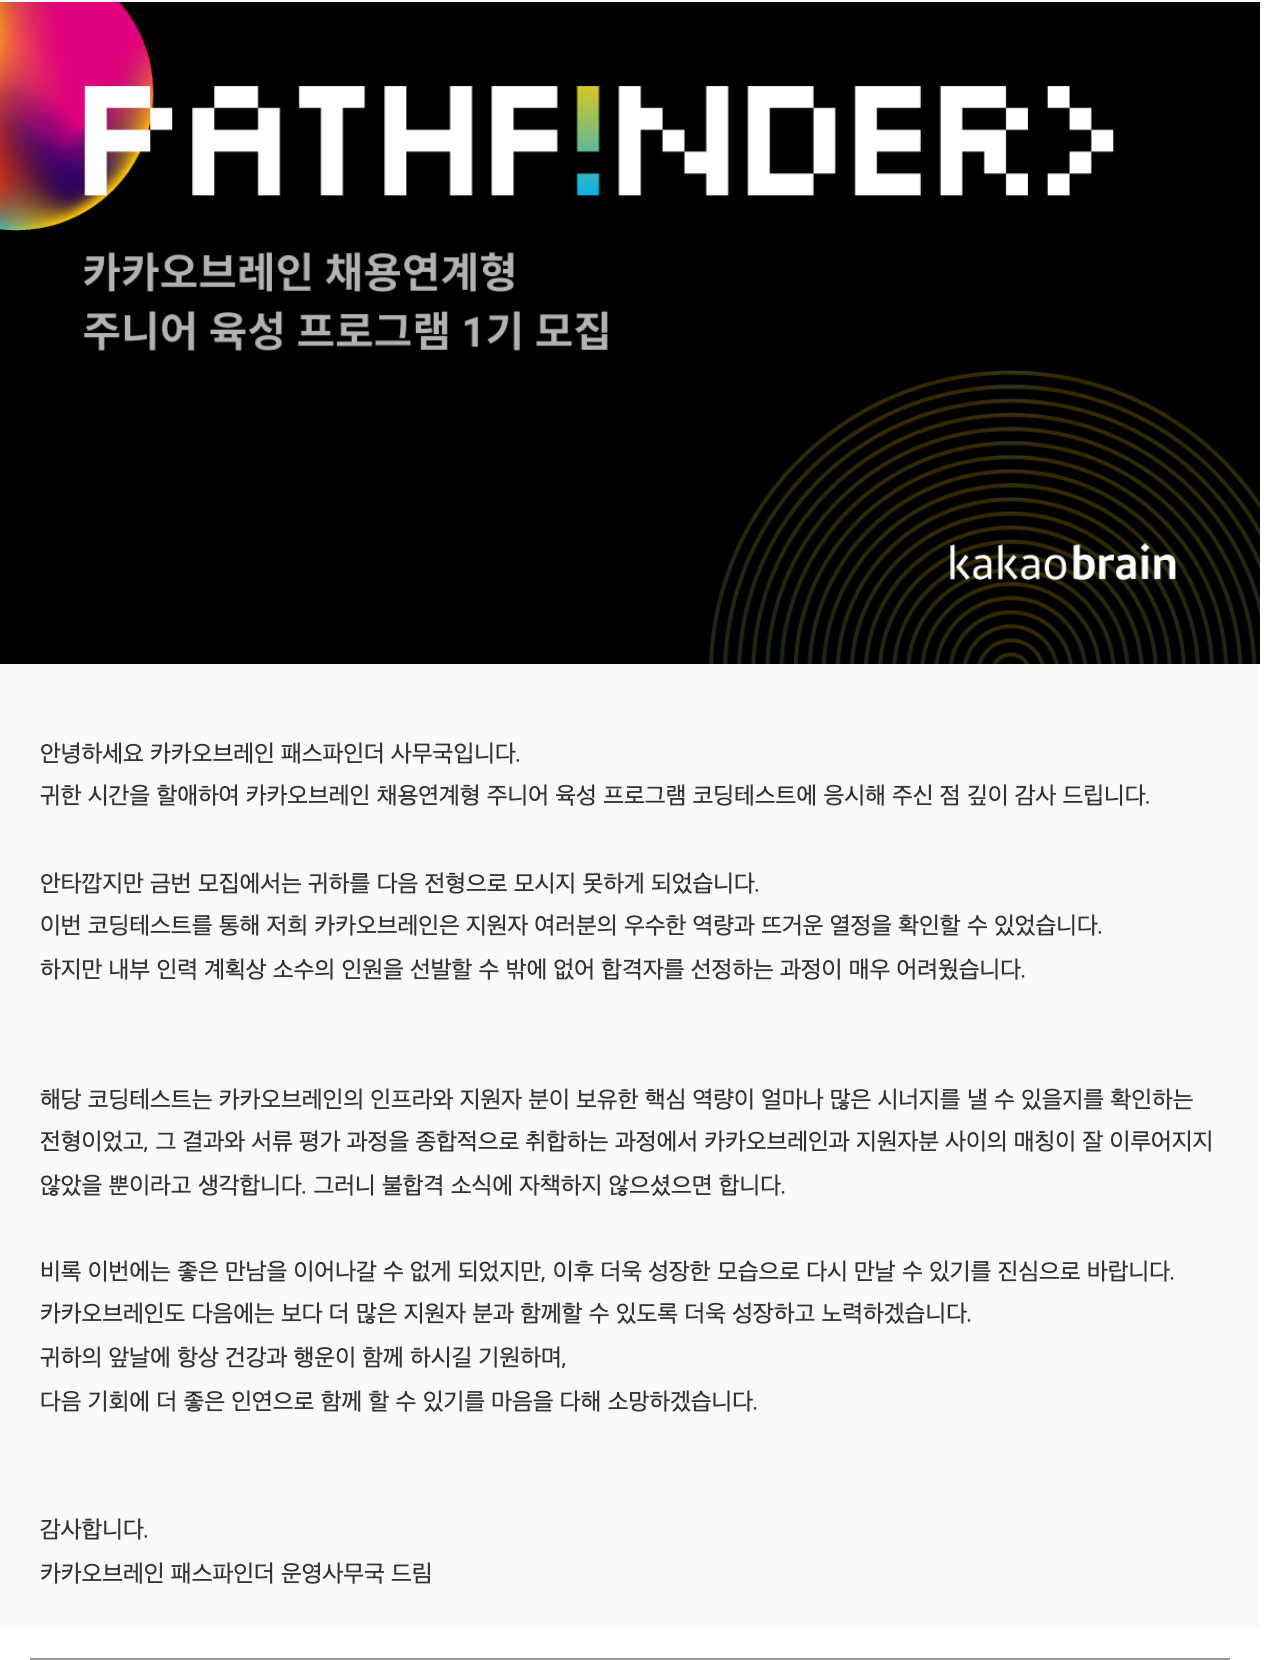 PATHF!NDER>
카카오브레인 채용연계형
주니어 육성 프로그램 1기 모집
kakaobrain
안녕하세요 카카오브레인 패스파인더 사무국입니다.
귀한 시간을 할애하여 카카오브레인 채용연계형 주니어 육성 프로그램 코딩테스트에 응시해 주신 점 깊이 감사 드립니다.
안타깝지만 금번 모집에서는 귀하를 다음 전형으로 모시지 못하게 되었습니다.
이번 코딩테스트를 통해 저희 카카오브레인은 지원자 여러분의 우수한 역량과 뜨거운 열정을 확인할 수 있었습니다.
하지만 내부 인력 계획상 소수의 인원을 선발할 수 밖에 없어 합격자를 선정하는 과정이 매우 어려웠습니다.
해당 코딩테스트는 카카오브레인의 인프라와 지원자 분이 보유한 핵심 역량이 얼마나 많은 시너지를 낼 수 있을지를 확인하는
전형이었고, 그 결과와 서류 평가 과정을 종합적으로 취합하는 과정에서 카카오브레인과 지원자분 사이의 매칭이 잘 이루어지지
않았을 뿐이라고 생각합니다. 그러니 불합격 소식에 자책하지 않으셨으면 합니다.
비록 이번에는 좋은 만남을 이어나갈 수 없게 되었지만, 이후 더욱 성장한 모습으로 다시 만날 수 있기를 진심으로 바랍니다.
카카오브레인도 다음에는 보다 더 많은 지원자 분과 함께할 수 있도록 더욱 성장하고 노력하겠습니다.
귀하의 앞날에 항상 건강과 행운이 함께 하시길 기원하며,
다음 기회에 더 좋은 인연으로 함께 할 수 있기를 마음을 다해 소망하겠습니다.
감사합니다.
카카오브레인 패스파인더 운영사무국 드림